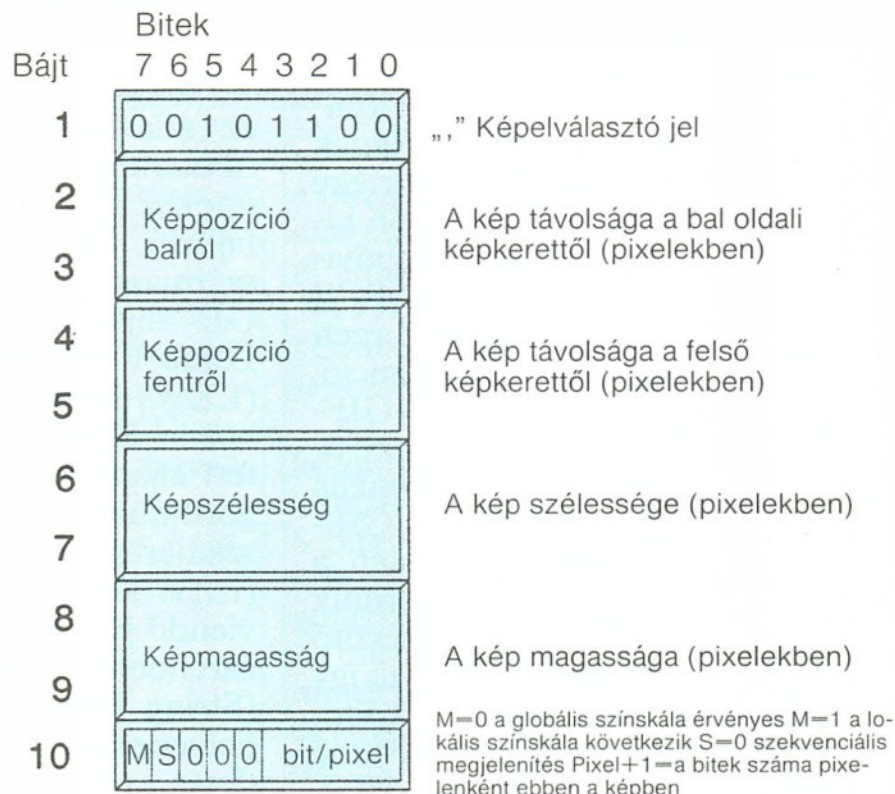 Bitek
Bájt 7 6 5 4 3 2 1 0
1 0 0 1 0 1 1 0 0 „,” Képelválasztó jel
2
Képpozíció A kép távolsága a bal oldali
balról képkerettől (pixelekben)
3
4
Képpozíció A kép távolsága a felső
fentről képkerettől (pixelekben)
5
6
Képszélesség A kép szélessége (pixelekben)
7
8
Képmagasság A kép magassága (pixelekben)
9
10 M S 0 0 0 bit/pixel
M=0 a globális színskála érvényes M=1 a lo-
kális színskála következik S=0 szekvenciális
megjelenítés Pixel+1=a bitek száma pixe-
lenként ebben a képben